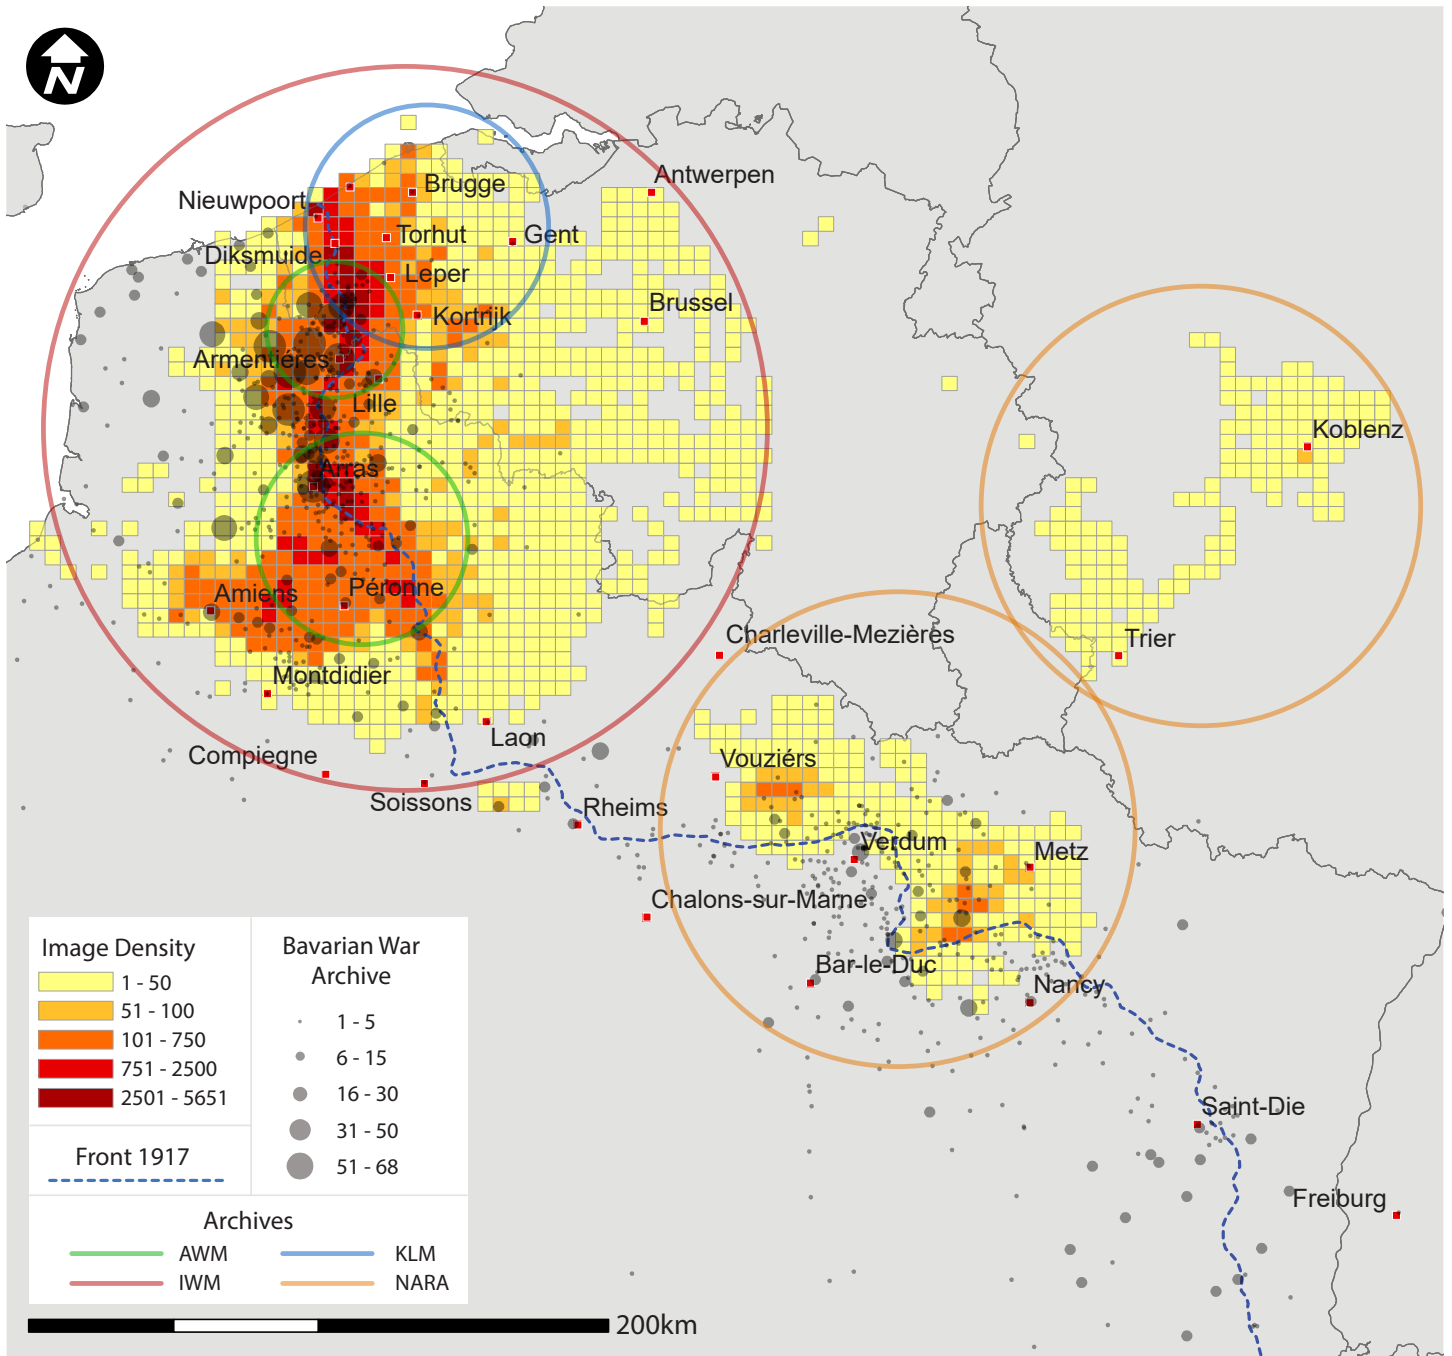 N
Antwerpen
Brugge
Nieuwpoort
Torhut
Gent
Diksmuide
Leper
Brussel
Kortrijk
Armentiéres
Lille
Koblenz
Arras
Péronne
Amiens
Charleville-Mezières
Trier
Montdidier
Laon
Compiegne
Vouziérs
Soissons
Rheims
Verdum
Metz
Chalons-sur-Marne
Bar-le-Duc
Nancy
Saint-Die
Freiburg
Image Density
1 - 50
51 - 100
101 - 750
751 - 2500
2501 - 5651
Front 1917
Bavarian War
Archive
1 - 5
6 - 15
16 - 30
31 - 50
51 - 68
Archives
AWM
KLM
IWM
NARA
200km